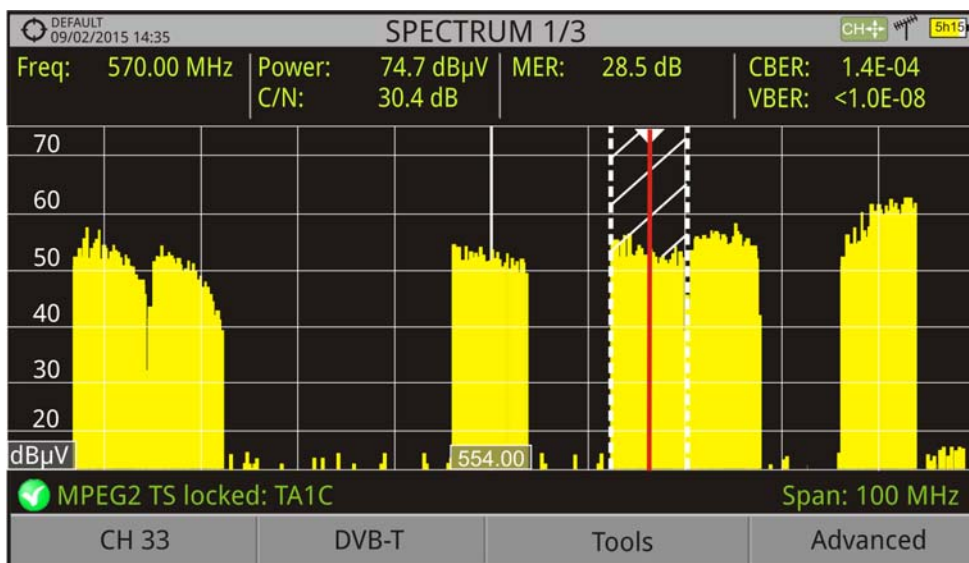 DEFAULT
09/02/2015 14:35
SPECTRUM 1/3
CH
5h15
Freq: 570.00 MHz
Power: 74.7 dBµV
MER: 28.5 dB
CBER: 1.4E-04
C/N: 30.4 dB
VBER: <1.0E-08
70
60
50
40
30
20
dBµV
554.00
MPEG2 TS locked: TA1C
Span: 100 MHz
CH 33
DVB-T
Tools
Advanced